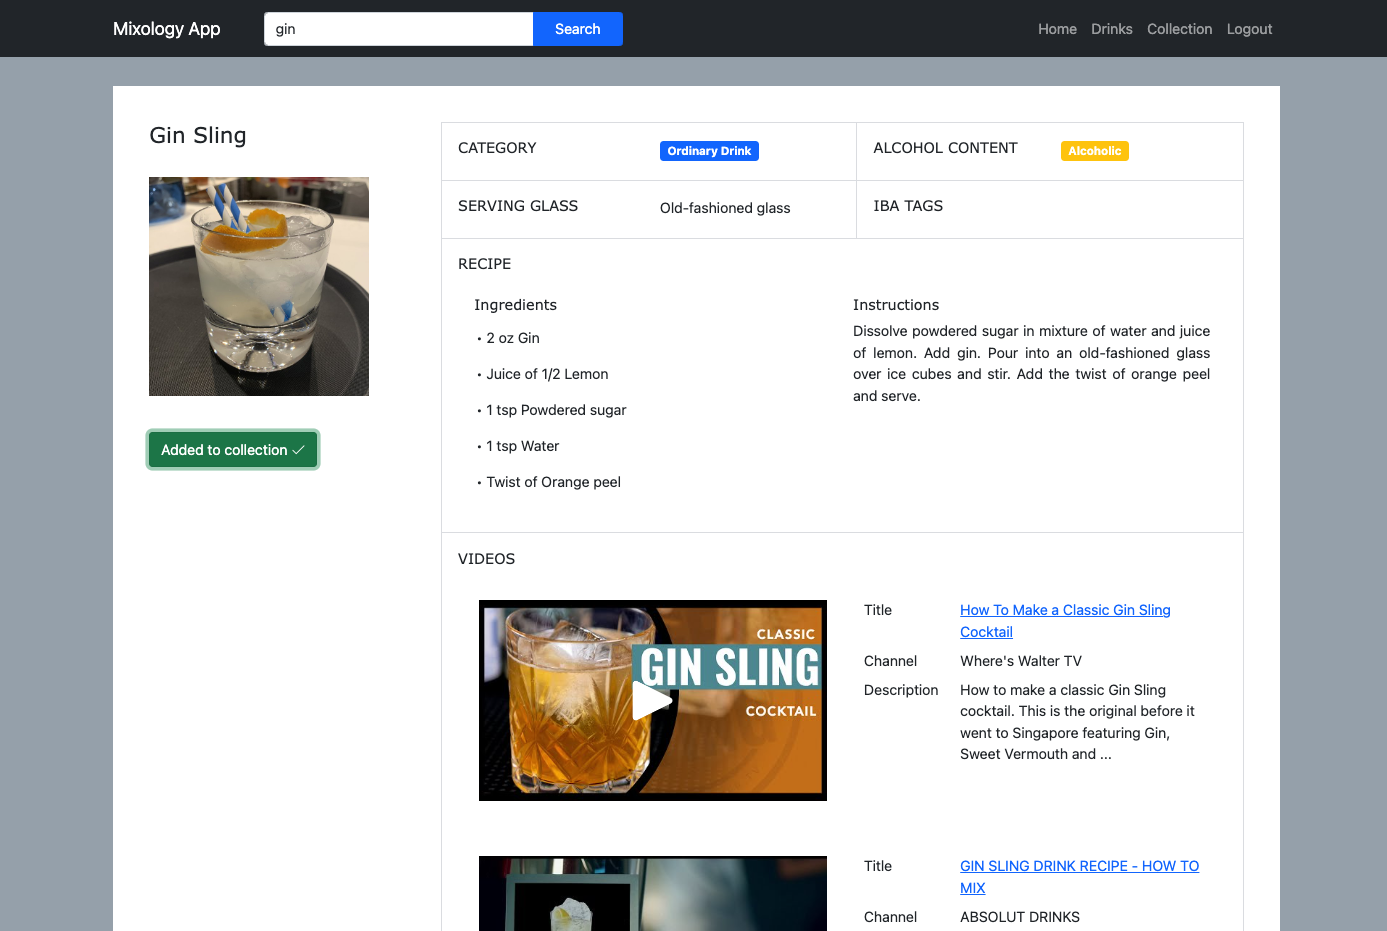 Mixology App
gin
Search
Home
Drinks
Collection
Logout
Gin Sling
Added to collection ✓
CATEGORY
Ordinary Drink
ALCOHOL CONTENT
Alcoholic
SERVING GLASS
Old-fashioned glass
IBA TAGS
RECIPE
Ingredients
• 2 oz Gin
• Juice of 1/2 Lemon
• 1 tsp Powdered sugar
• 1 tsp Water
• Twist of Orange peel
Instructions
Dissolve powdered sugar in mixture of water and juice
of lemon. Add gin. Pour into an old-fashioned glass
over ice cubes and stir. Add the twist of orange peel
and serve.
VIDEOS
CLASSIC
GIN SLING
COCKTAIL
Title
How To Make a Classic Gin Sling
Cocktail
Channel
Where's Walter TV
Description
How to make a classic Gin Sling
cocktail. This is the original before it
went to Singapore featuring Gin,
Sweet Vermouth and ...
Title
GIN SLING DRINK RECIPE - HOW TO
MIX
Channel
ABSOLUT DRINKS